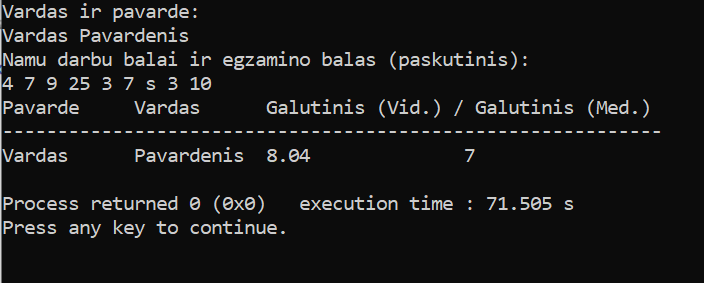 Vardas ir pavarde:
Vardas Pavardenis
Namu darbu balai ir egzamino balas (paskutinis):
4 7 9 25 3 7 s 3 10
Pavarde     Vardas      Galutinis (Vid.) / Galutinis (Med.)
------------------------------------------------------------
Vardas      Pavardenis  8.04              7
Process returned 0 (0x0)   execution time : 71.505 s
Press any key to continue.